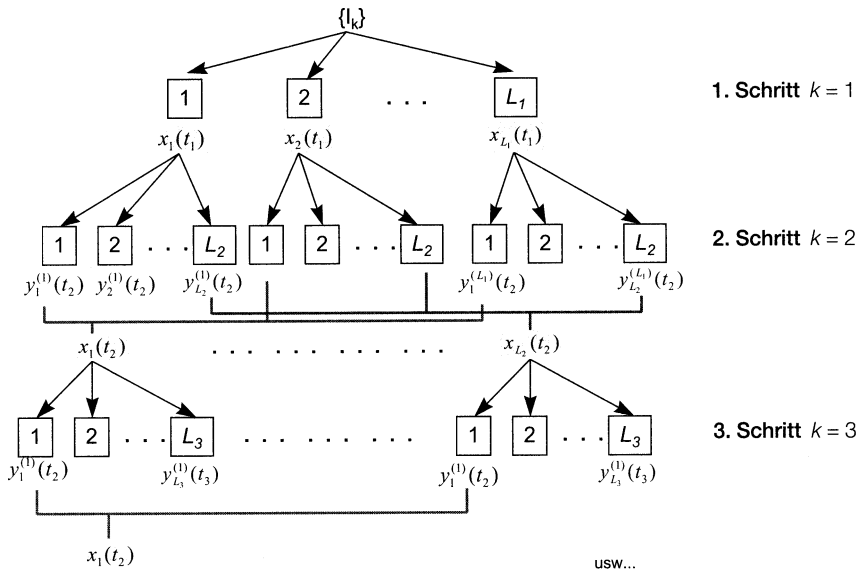 {I_k}
1 2 . . . L_1 1. Schritt k = 1
x_1(t_1) x_2(t_1) x_{L_1}(t_1)
1 2 . . . L_2 1 2 . . . L_2 1 2 . . . L_2 2. Schritt k = 2
y_1^{(1)}(t_2) y_2^{(1)}(t_2) y_{L_2}^{(1)}(t_2) y_1^{(L_1)}(t_2) y_{L_2}^{(L_1)}(t_2)
x_1(t_2) . . . . . . . . . . . . x_{L_2}(t_2)
1 2 . . . L_3 . . . . . . . . . 1 2 . . . L_3 3. Schritt k = 3
y_1^{(1)}(t_2) y_{L_3}^{(1)}(t_3) y_1^{(1)}(t_2) y_{L_3}^{(1)}(t_3)
x_1(t_2)
usw...